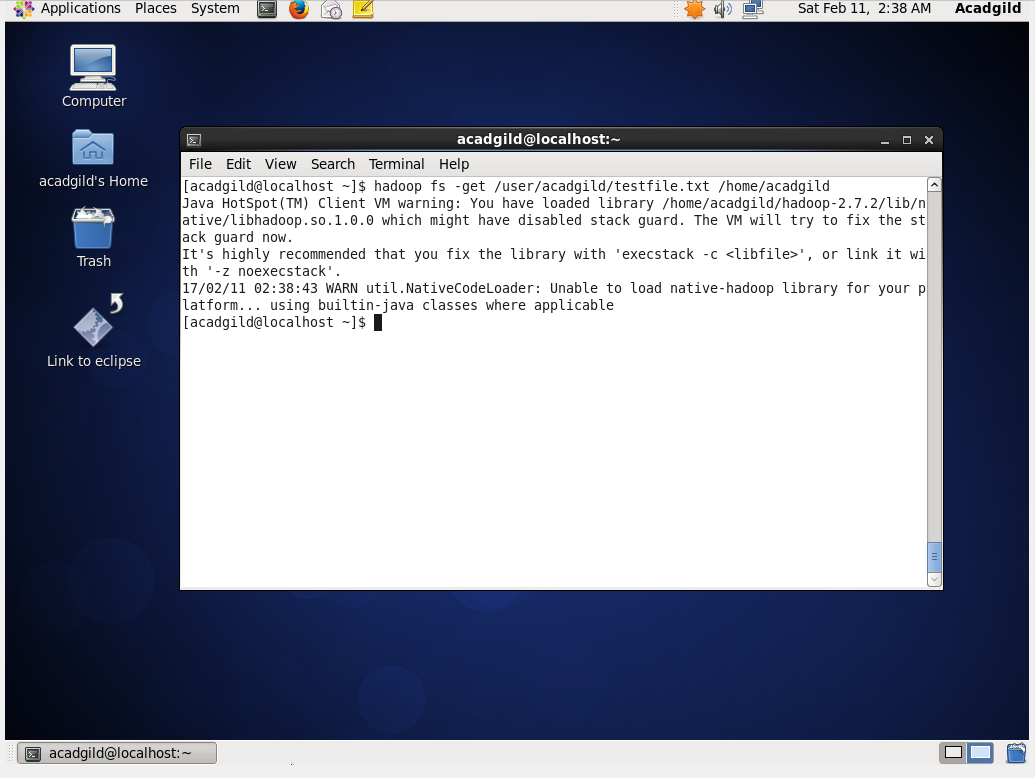 Applications Places System
Sat Feb 11, 2:38 AM Acadgild
Computer
acadgild's Home
Trash
Link to eclipse
acadgild@localhost:~
File Edit View Search Terminal Help
[acadgild@localhost ~]$ hadoop fs -get /user/acadgild/testfile.txt /home/acadgild
Java HotSpot(TM) Client VM warning: You have loaded library /home/acadgild/hadoop-2.7.2/lib/n
ative/libhadoop.so.1.0.0 which might have disabled stack guard. The VM will try to fix the st
ack guard now.
It's highly recommended that you fix the library with 'execstack -c <libfile>', or link it wi
th '-z noexecstack'.
17/02/11 02:38:43 WARN util.NativeCodeLoader: Unable to load native-hadoop library for your p
latform... using builtin-java classes where applicable
[acadgild@localhost ~]$
acadgild@localhost:~